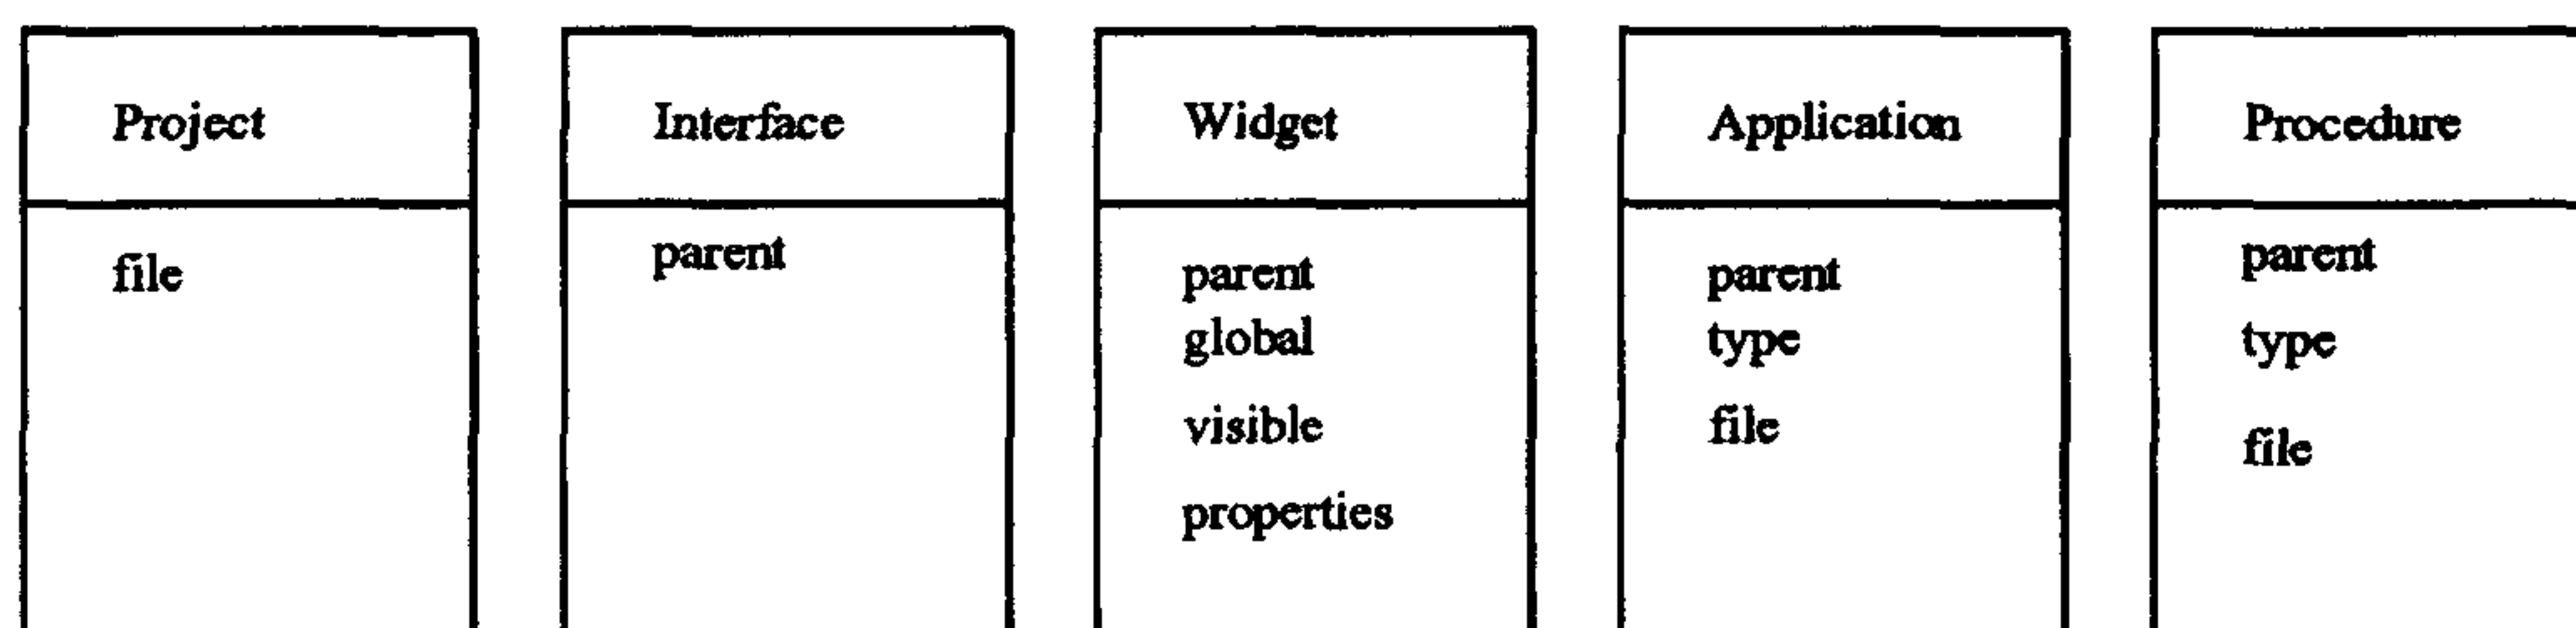 Project
file
Interface
parent
Widget
parent
global
visible
properties
Application
parent
type
file
Procedure
parent
type
file